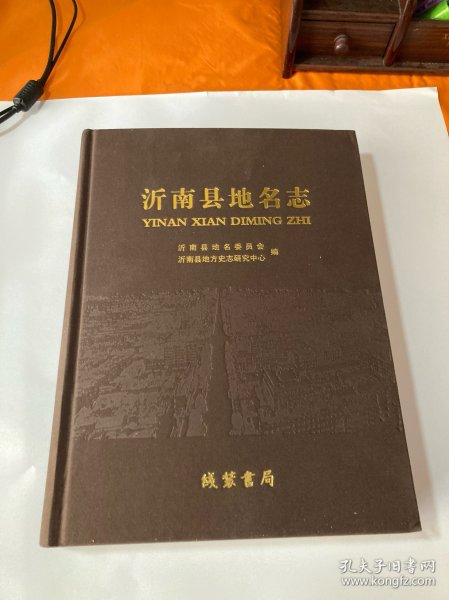 沂南县地名志
YINAN XIAN DIMING ZHI
沂南县地名委员会
沂南县地方史志研究中心
编
线装书局
孔夫子旧书网
www.kongfz.com